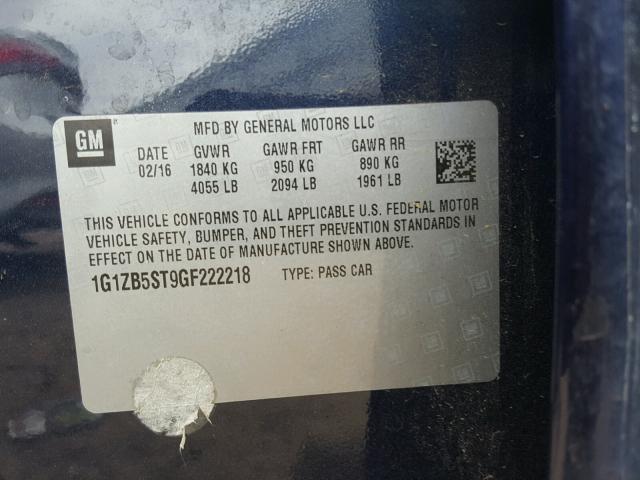 GM
MFD BY GENERAL MOTORS LLC
DATE GVWR GAWR FRT GAWR RR
02/16 1840 KG 950 KG 890 KG
4055 LB 2094 LB 1961 LB
THIS VEHICLE CONFORMS TO ALL APPLICABLE U.S. FEDERAL MOTOR
VEHICLE SAFETY, BUMPER, AND THEFT PREVENTION STANDARDS IN
EFFECT ON THE DATE OF MANUFACTURE SHOWN ABOVE.
1G1ZB5ST9GF222218 TYPE: PASS CAR